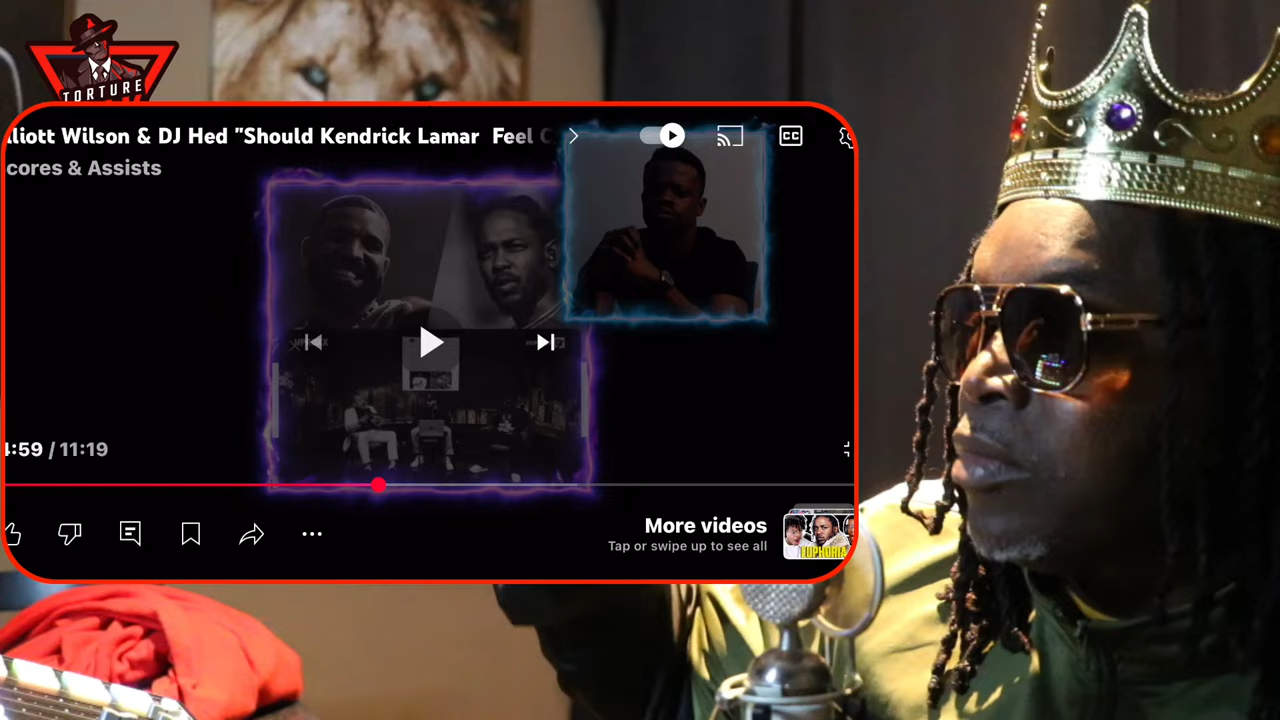 TORTURE
lliott Wilson & DJ Hed "Should Kendrick Lamar Feel C
cores & Assists
CC
4:59 / 11:19
More videos
Tap or swipe up to see all
EUPHORIA